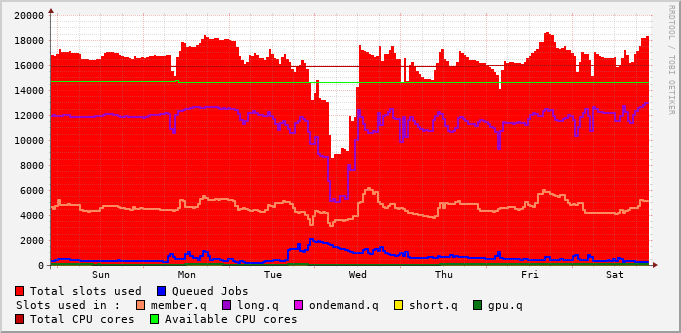 20000
18000
16000
14000
12000
10000
8000
6000
4000
2000
0
Sun Mon Tue Wed Thu Fri Sat
RRDTOOL / TOBI OETIKER
Total slots used Queued Jobs
Slots used in : member.q long.q ondemand.q short.q gpu.q
Total CPU cores Available CPU cores